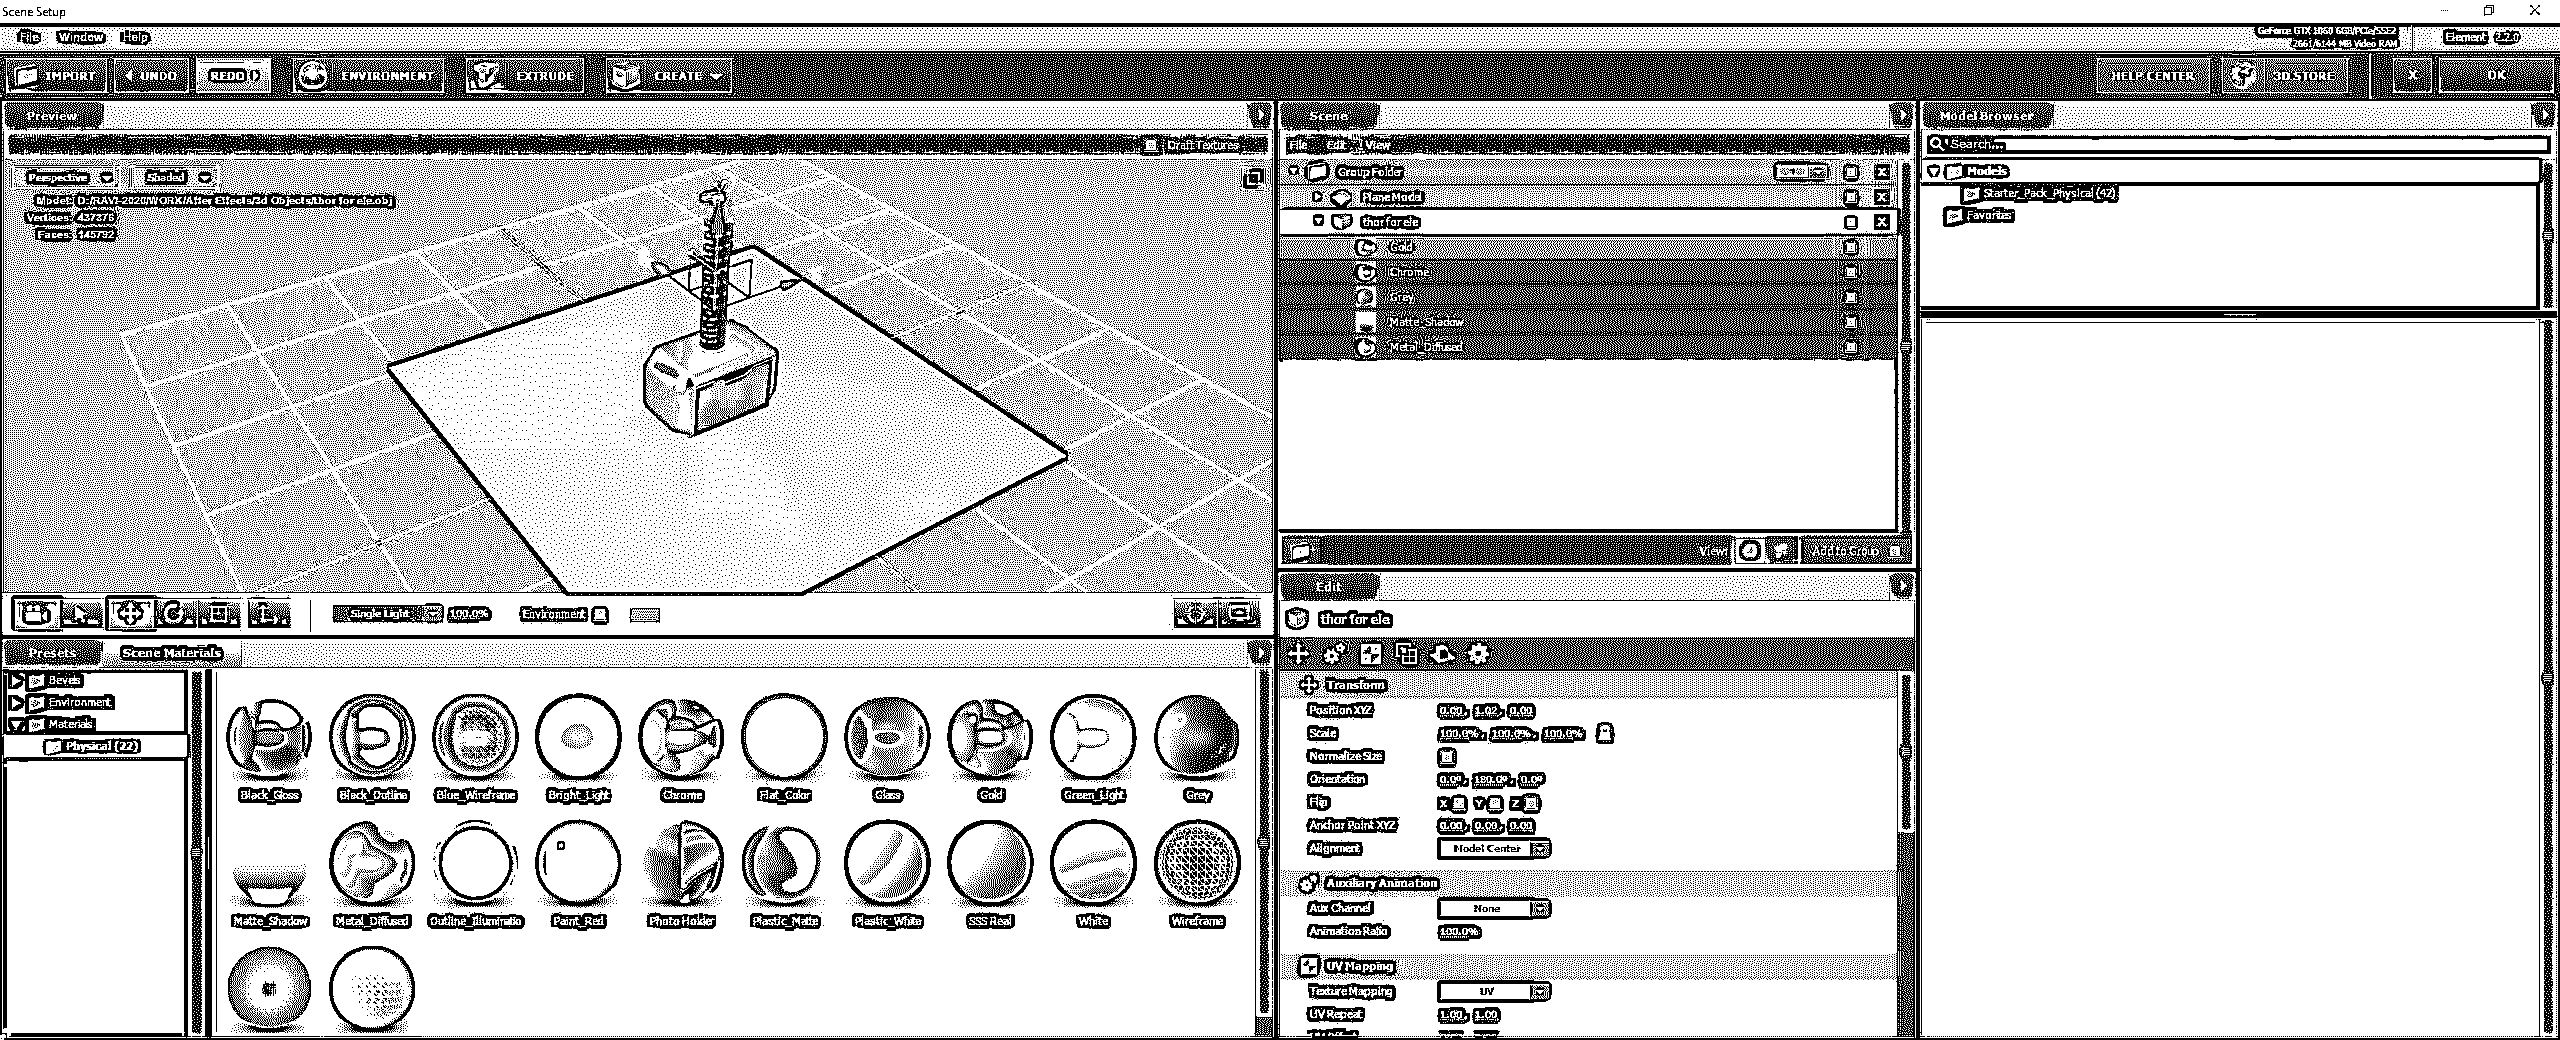 Scene Setup
File Window Help
GeForce GTX 1060 6GB/PCIe/SSE2
2661/6144 MB Video RAM
Element 2.2.0
IMPORT UNDO REDO ENVIRONMENT EXTRUDE CREATE
HELP CENTER 3D STORE X OK
Preview
Draft Textures
Perspective Shaded
Model: D:/RAVI-2020/WORK/After Effects/3d Objects/thor for ele.obj
Vertices: 437376
Faces: 145792
Single Light 100.0% Environment
Scene
File Edit View
Group Folder
Plane Model
thor for ele
Gold
Chrome
Grey
Matte_Shadow
Metal_Diffused
View: Add to Group
Model Browser
Search...
Models
Starter_Pack_Physical (42)
Favorites
Presets Scene Materials
Bevels
Environment
Materials
Physical (22)
Black_Gloss Black_Outline Blue_Wireframe Bright_Light Chrome Flat_Color Glass Gold Green_Light Grey
Matte_Shadow Metal_Diffused Outline_Illuminatio Paint_Red Photo Holder Plastic_Matte Plastic_White SSS Real White Wireframe
Edit
thor for ele
Transform
Position XYZ 0.00, 1.02, 0.00
Scale 100.0%, 100.0%, 100.0%
Normalize Size
Orientation 0.0º, 180.0º, 0.0º
Flip X Y Z
Anchor Point XYZ 0.00, 0.00, 0.00
Alignment Model Center
Auxiliary Animation
Aux Channel None
Animation Ratio 100.0%
UV Mapping
Texture Mapping UV
UV Repeat 1.00, 1.00